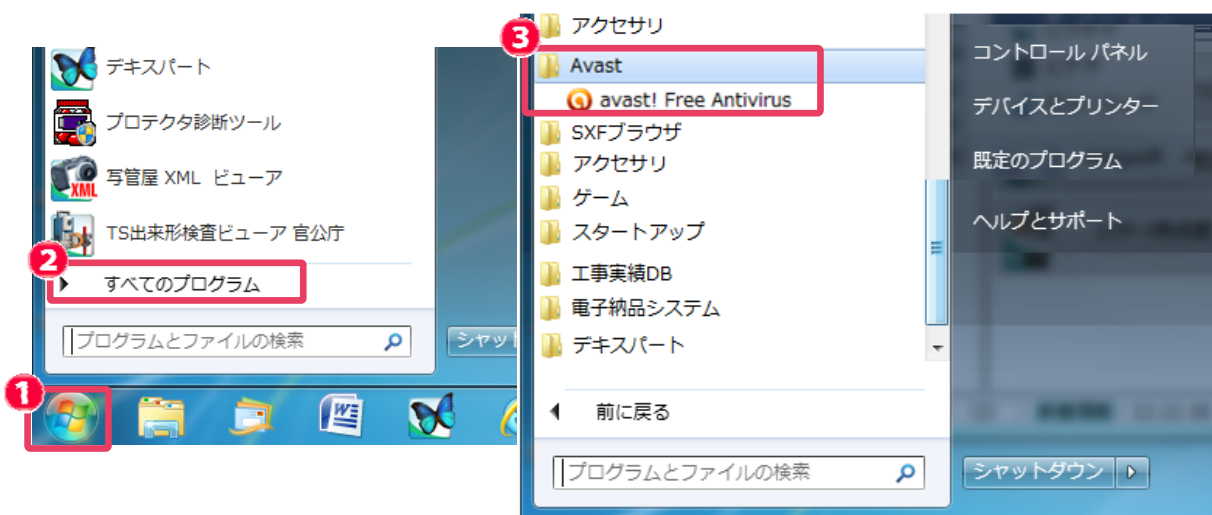 デキスパート
プロテクタ診断ツール
XML
写管屋 XML ビューア
TS出来形検査ビューア 官公庁
2
すべてのプログラム
プログラムとファイルの検索
シャット
1
W
アクセサリ
3
Avast
avast! Free Antivirus
SXFブラウザ
アクセサリ
ゲーム
スタートアップ
工事実績DB
電子納品システム
デキスパート
前に戻る
プログラムとファイルの検索
コントロール パネル
デバイスとプリンター
既定のプログラム
ヘルプとサポート
シャットダウン